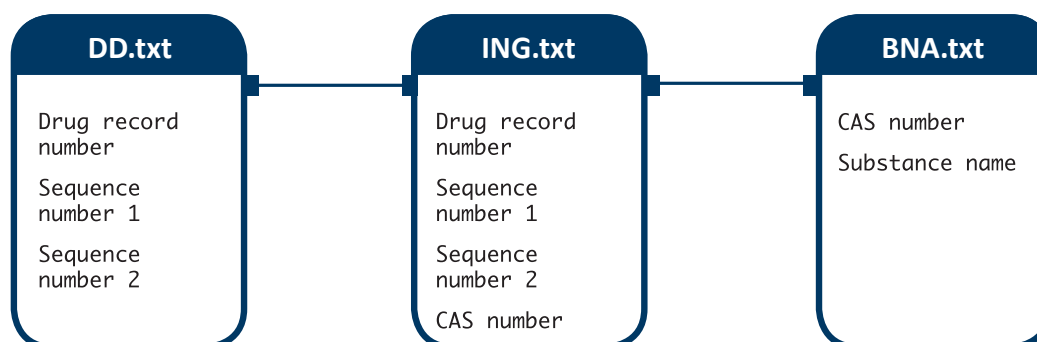 DD.txt
Drug record
number
Sequence
number 1
Sequence
number 2
ING.txt
Drug record
number
Sequence
number 1
Sequence
number 2
CAS number
BNA.txt
CAS number
Substance name